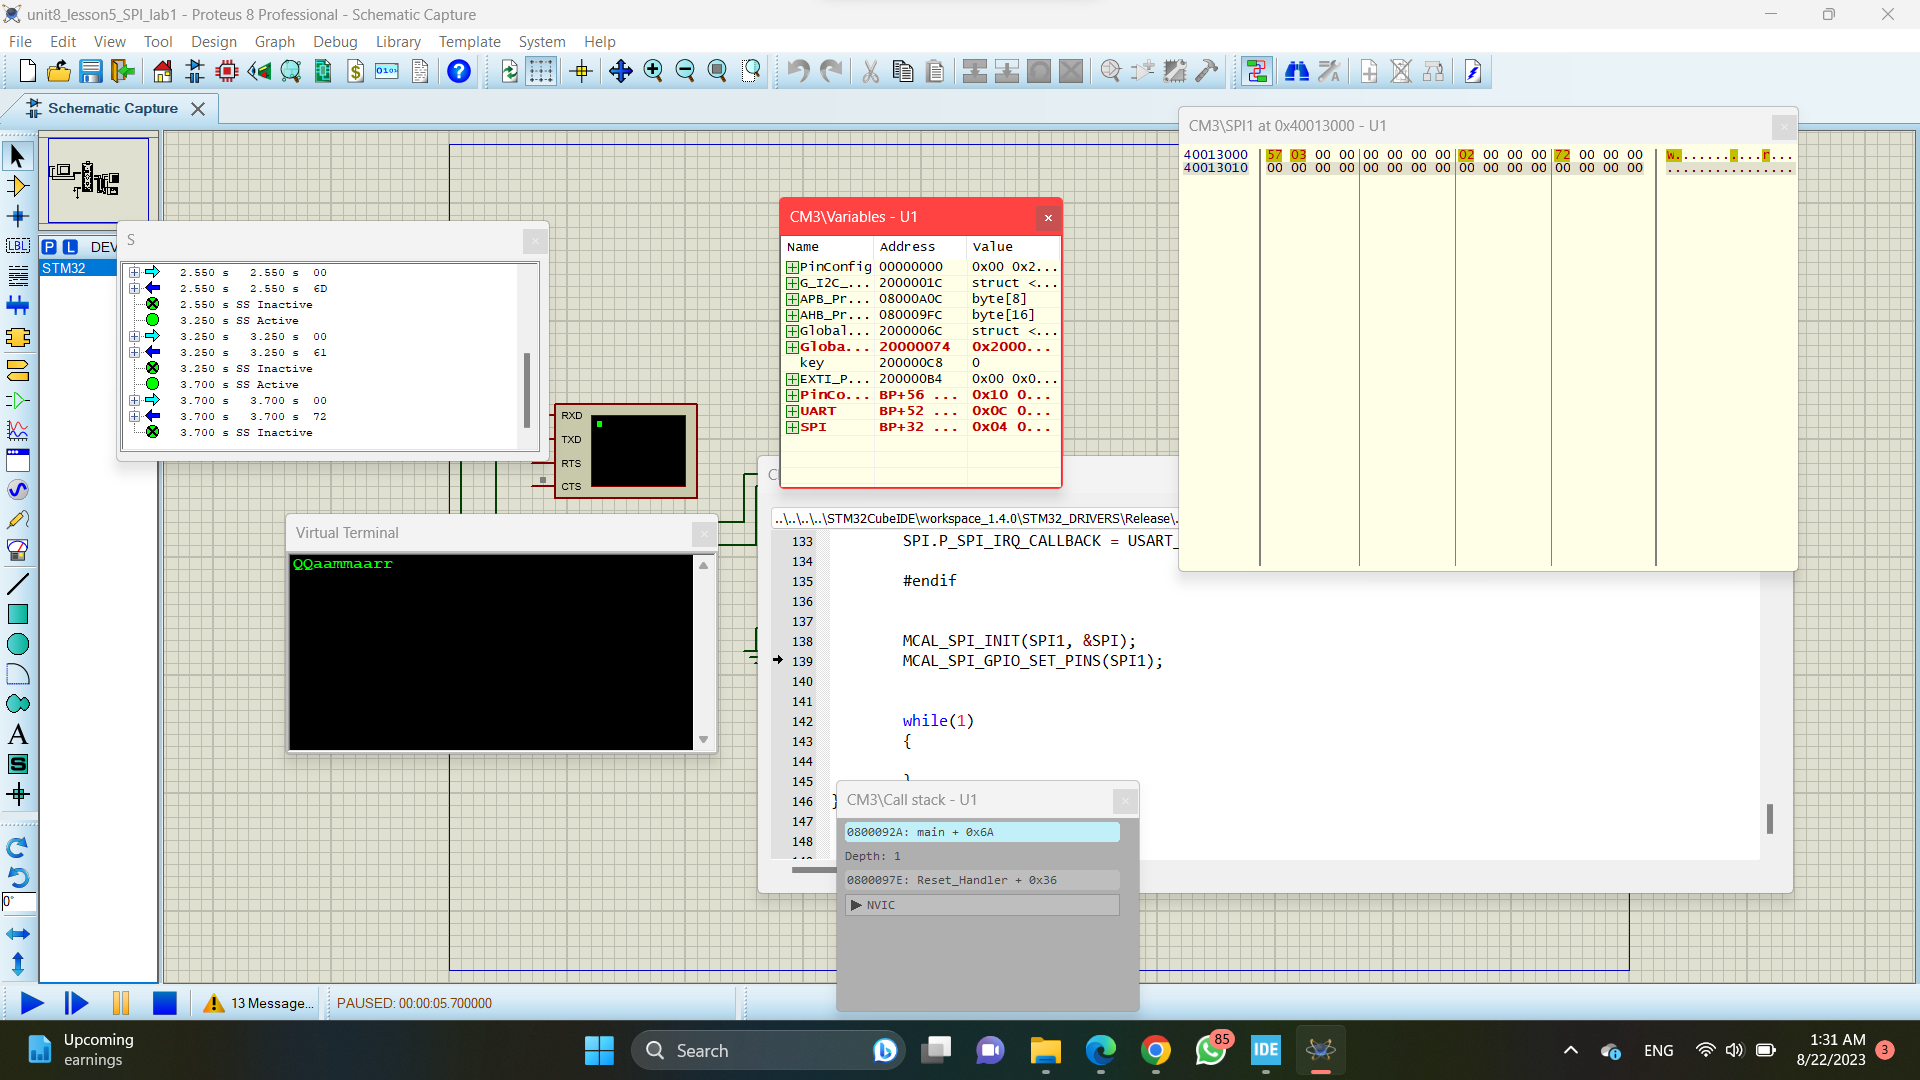 unit8_lesson5_SPI_lab1 - Proteus 8 Professional - Schematic Capture
File Edit View Tool Design Graph Debug Library Template System Help
Schematic Capture
P L DEV
STM32
S
2.550 s 2.550 s 00
2.550 s 2.550 s 6D
2.550 s SS Inactive
3.250 s SS Active
3.250 s 3.250 s 00
3.250 s 3.250 s 61
3.250 s SS Inactive
3.700 s SS Active
3.700 s 3.700 s 00
3.700 s 3.700 s 72
3.700 s SS Inactive
RXD
TXD
RTS
CTS
Virtual Terminal
QQaammaarr
CM3\Variables - U1
Name Address Value
PinConfig 00000000 0x00 0x2...
G_I2C_... 2000001C struct <...
APB_Pr... 08000A0C byte[8]
AHB_Pr... 080009FC byte[16]
Global... 2000006C struct <...
Globa... 20000074 0x2000...
key 200000C8 0
EXTI_P... 200000B4 0x00 0x0...
PinCo... BP+56 ... 0x10 0...
UART BP+52 ... 0x0C 0...
SPI BP+32 ... 0x04 0...
CM3\SPI1 at 0x40013000 - U1
40013000 57 03 00 00 00 00 00 00 02 00 00 00 72 00 00 00 W...........r...
40013010 00 00 00 00 00 00 00 00 00 00 00 00 00 00 00 00 ................
..\..\..\..\STM32CubeIDE\workspace_1.4.0\STM32_DRIVERS\Release\.
133 SPI.P_SPI_IRQ_CALLBACK = USART_
134
135 #endif
136
137
138 MCAL_SPI_INIT(SPI1, &SPI);
139 MCAL_SPI_GPIO_SET_PINS(SPI1);
140
141
142 while(1)
143 {
144
145 }
146 }
147
148
CM3\Call stack - U1
0800092A: main + 0x6A
Depth: 1
0800097E: Reset_Handler + 0x36
NVIC
0°
13 Message...
PAUSED: 00:00:05.700000
Upcoming
earnings
Search
85
IDE
ENG
1:31 AM
8/22/2023
3